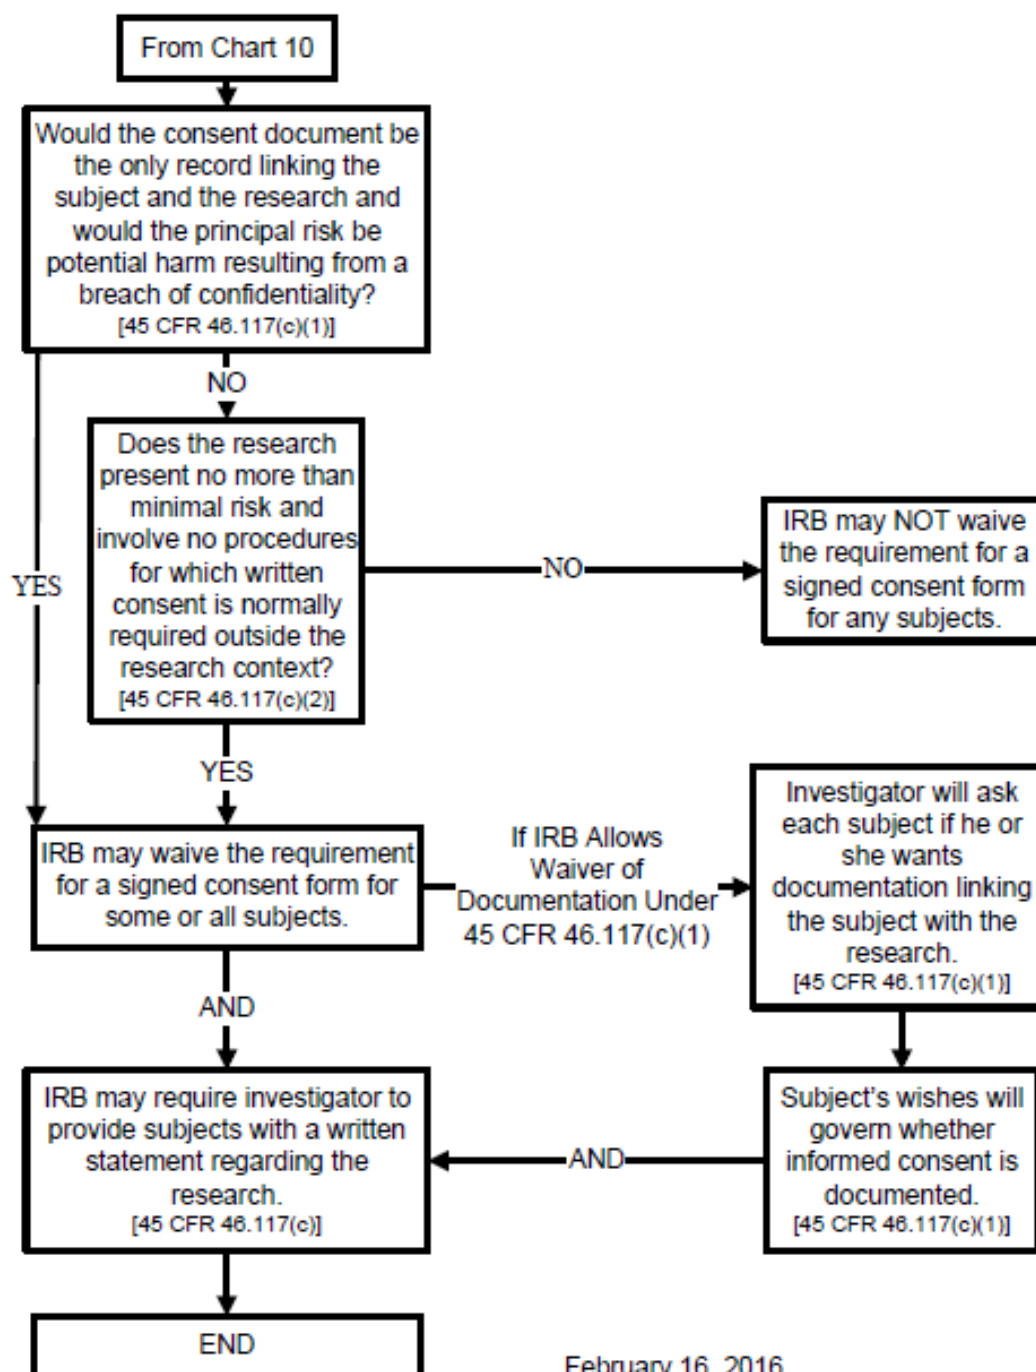 From Chart 10
Would the consent document be
the only record linking the
subject and the research and
would the principal risk be
potential harm resulting from a
breach of confidentiality?
[45 CFR 46.117(c)(1)]
NO
Does the research
present no more than
minimal risk and
involve no procedures
for which written
consent is normally
required outside the
research context?
[45 CFR 46.117(c)(2)]
NO
IRB may NOT waive
the requirement for a
signed consent form
for any subjects.
YES
YES
IRB may waive the requirement
for a signed consent form for
some or all subjects.
If IRB Allows
Waiver of
Documentation Under
45 CFR 46.117(c)(1)
Investigator will ask
each subject if he or
she wants
documentation linking
the subject with the
research.
[45 CFR 46.117(c)(1)]
AND
IRB may require investigator to
provide subjects with a written
statement regarding the
research.
[45 CFR 46.117(c)]
AND
Subject's wishes will
govern whether
informed consent is
documented.
[45 CFR 46.117(c)(1)]
END
February 16, 2016